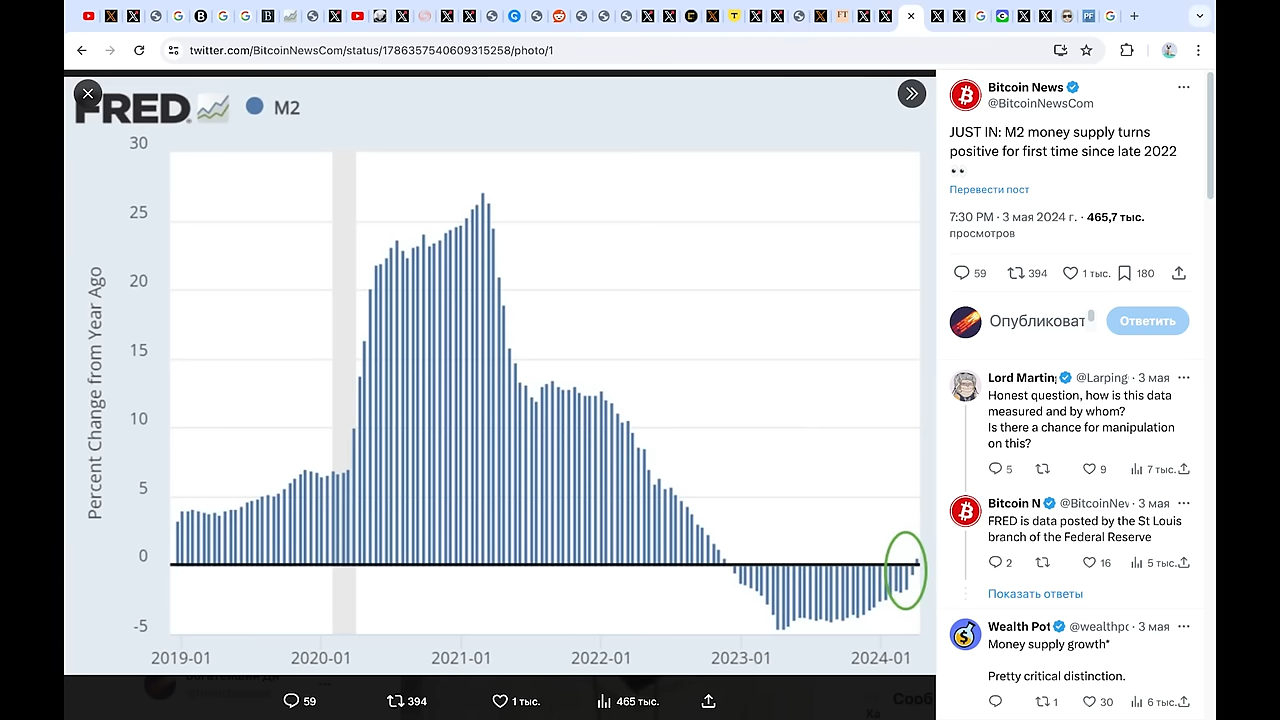 twitter.com/BitcoinNewsCom/status/1786357540609315258/photo/1
FRED
M2
30
25
20
15
10
5
0
-5
Percent Change from Year Ago
2019-01
2020-01
2021-01
2022-01
2023-01
2024-01
59
394
1 тыс.
465 тыс.
Bitcoin News
@BitcoinNewsCom
JUST IN: M2 money supply turns
positive for first time since late 2022
👀
Перевести пост
7:30 PM · 3 мая 2024 г. · 465,7 тыс.
просмотров
59
394
1 тыс.
180
Опубликоват
Ответить
Lord Martin @Larping · 3 мая
Honest question, how is this data
measured and by whom?
Is there a chance for manipulation
on this?
5
9
7 тыс.
Bitcoin N @BitcoinNev · 3 мая
FRED is data posted by the St Louis
branch of the Federal Reserve
2
16
5 тыс.
Показать ответы
Wealth Pot @wealthpo · 3 мая
Money supply growth*
Pretty critical distinction.
1
30
6 тыс.